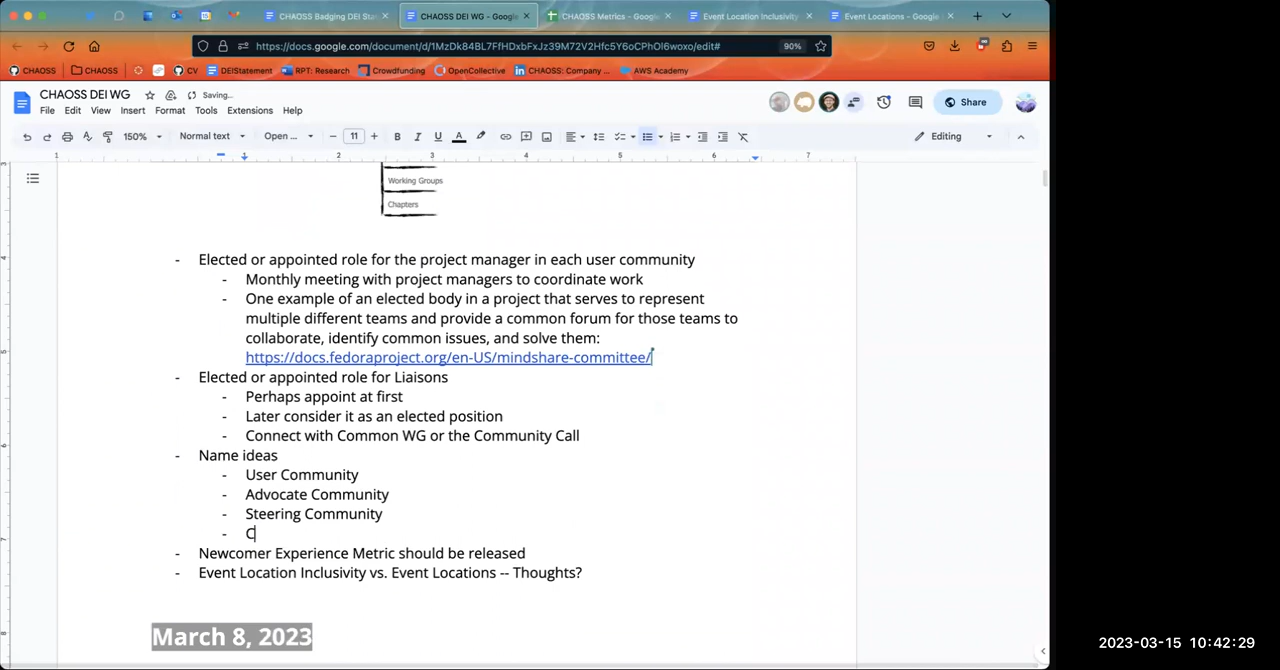 CHAOSS Badging DEI Sta
CHAOSS DEI WG - Google
CHAOSS Metrics - Google
Event Location Inclusivity
Event Locations - Google
https://docs.google.com/document/d/1MzDk84BL7FfHDxbFxJz39M72V2Hfc5Y6oCPhOl6woxo/edit#
90%
CHAOSS
CHAOSS
CV
DEIStatement
RPT: Research
Crowdfunding
OpenCollective
CHAOSS: Company ...
AWS Academy
CHAOSS DEI WG
Saving...
File Edit View Insert Format Tools Extensions Help
Share
150%
Normal text
Open ...
11
Editing
Working Groups
Chapters
- Elected or appointed role for the project manager in each user community
- Monthly meeting with project managers to coordinate work
- One example of an elected body in a project that serves to represent
multiple different teams and provide a common forum for those teams to
collaborate, identify common issues, and solve them:
https://docs.fedoraproject.org/en-US/mindshare-committee/
- Elected or appointed role for Liaisons
- Perhaps appoint at first
- Later consider it as an elected position
- Connect with Common WG or the Community Call
- Name ideas
- User Community
- Advocate Community
- Steering Community
- C
- Newcomer Experience Metric should be released
- Event Location Inclusivity vs. Event Locations -- Thoughts?
March 8, 2023
2023-03-15 10:42:29